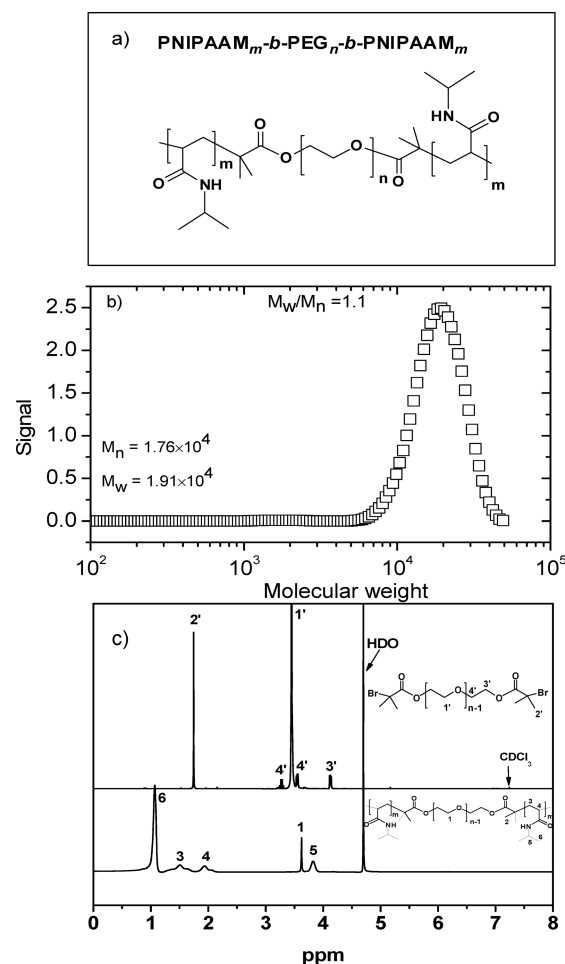 a) PNIPAAMm-b-PEGn-b-PNIPAAMm
HN O
O O
m O n O m
O NH
b) Mw/Mn =1.1
2.5
2.0
1.5
1.0
0.5
0.0
Signal
Mn = 1.76×10^4
Mw = 1.91×10^4
10^2 10^3 10^4 10^5
Molecular weight
c) 2' 1' HDO
Br O O O n-1 O O Br
1' 4' 3' 2'
4' 4' 3' CDCl3
6 3 4 1 5
m O NH O O 1 n-1 O O O 2 3 4 m HN O 5 6
0 1 2 3 4 5 6 7 8
ppm